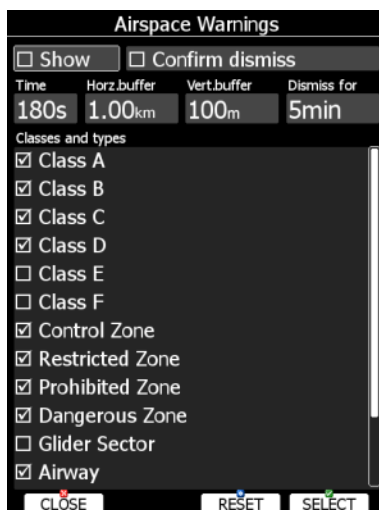 Airspace Warnings
Show Confirm dismiss
Time Horz.buffer Vert.buffer Dismiss for
180s 1.00km 100m 5min
Classes and types
Class A
Class B
Class C
Class D
Class E
Class F
Control Zone
Restricted Zone
Prohibited Zone
Dangerous Zone
Glider Sector
Airway
CLOSE RESET SELECT